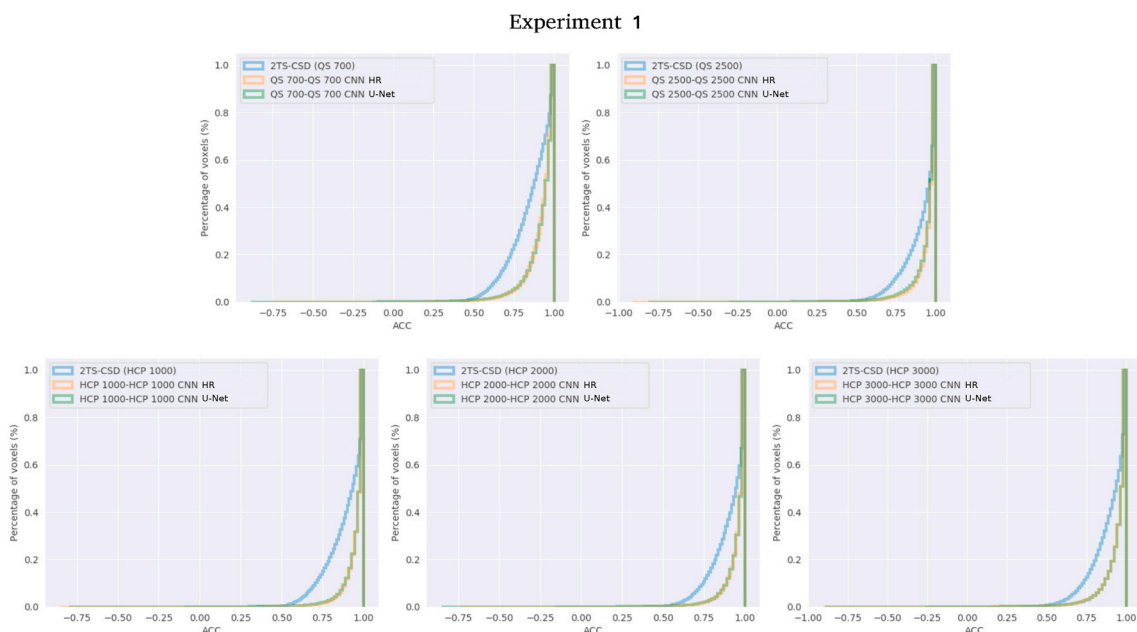 Experiment 1
2TS-CSD (QS 700)
QS 700-QS 700 CNN HR
QS 700-QS 700 CNN U-Net
Percentage of voxels (%)
1.0
0.8
0.6
0.4
0.2
0.0
−0.75 −0.50 −0.25 0.00 0.25 0.50 0.75 1.00
ACC
2TS-CSD (QS 2500)
QS 2500-QS 2500 CNN HR
QS 2500-QS 2500 CNN U-Net
Percentage of voxels (%)
1.0
0.8
0.6
0.4
0.2
0.0
−1.00 −0.75 −0.50 −0.25 0.00 0.25 0.50 0.75 1.00
ACC
2TS-CSD (HCP 1000)
HCP 1000-HCP 1000 CNN HR
HCP 1000-HCP 1000 CNN U-Net
Percentage of voxels (%)
1.0
0.8
0.6
0.4
0.2
0.0
−0.75 −0.50 −0.25 0.00 0.25 0.50 0.75 1.00
ACC
2TS-CSD (HCP 2000)
HCP 2000-HCP 2000 CNN HR
HCP 2000-HCP 2000 CNN U-Net
Percentage of voxels (%)
1.0
0.8
0.6
0.4
0.2
0.0
−0.75 −0.50 −0.25 0.00 0.25 0.50 0.75 1.00
ACC
2TS-CSD (HCP 3000)
HCP 3000-HCP 3000 CNN HR
HCP 3000-HCP 3000 CNN U-Net
Percentage of voxels (%)
1.0
0.8
0.6
0.4
0.2
0.0
−1.00 −0.75 −0.50 −0.25 0.00 0.25 0.50 0.75 1.00
ACC